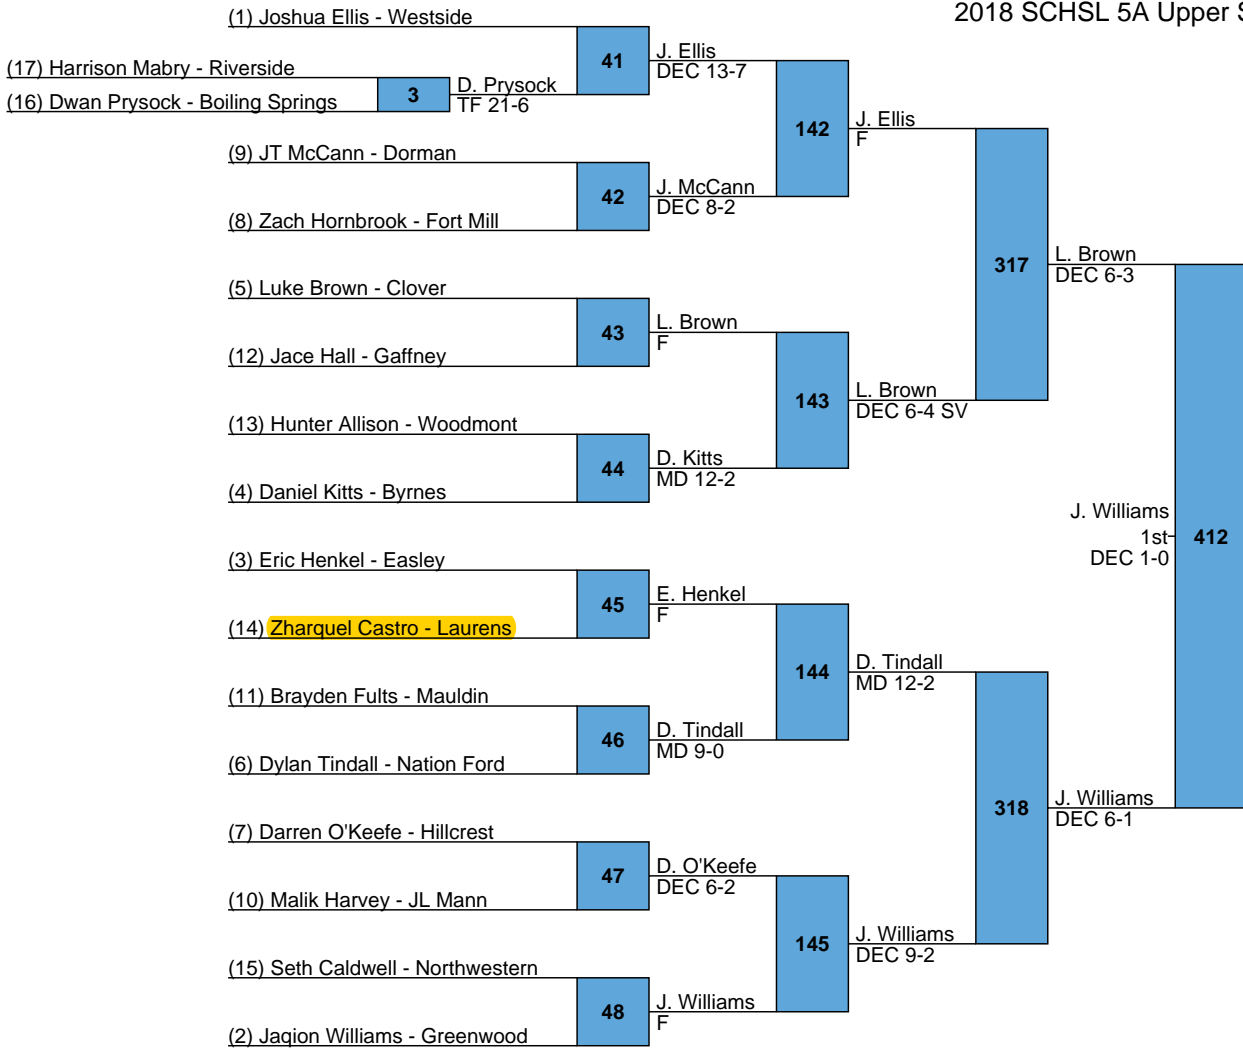 2018 SCHSL 5A Upper S
(1) Joshua Ellis - Westside
41
J. Ellis
DEC 13-7
(17) Harrison Mabry - Riverside
3
D. Prysock
TF 21-6
(16) Dwan Prysock - Boiling Springs
142
J. Ellis
F
(9) JT McCann - Dorman
42
J. McCann
DEC 8-2
(8) Zach Hornbrook - Fort Mill
317
L. Brown
DEC 6-3
(5) Luke Brown - Clover
43
L. Brown
F
(12) Jace Hall - Gaffney
143
L. Brown
DEC 6-4 SV
(13) Hunter Allison - Woodmont
44
D. Kitts
MD 12-2
(4) Daniel Kitts - Byrnes
J. Williams
1st
DEC 1-0
412
(3) Eric Henkel - Easley
45
E. Henkel
F
(14) Zharquel Castro - Laurens
144
D. Tindall
MD 12-2
(11) Brayden Fults - Mauldin
46
D. Tindall
MD 9-0
(6) Dylan Tindall - Nation Ford
318
J. Williams
DEC 6-1
(7) Darren O'Keefe - Hillcrest
47
D. O'Keefe
DEC 6-2
(10) Malik Harvey - JL Mann
145
J. Williams
DEC 9-2
(15) Seth Caldwell - Northwestern
48
J. Williams
F
(2) Jaqion Williams - Greenwood